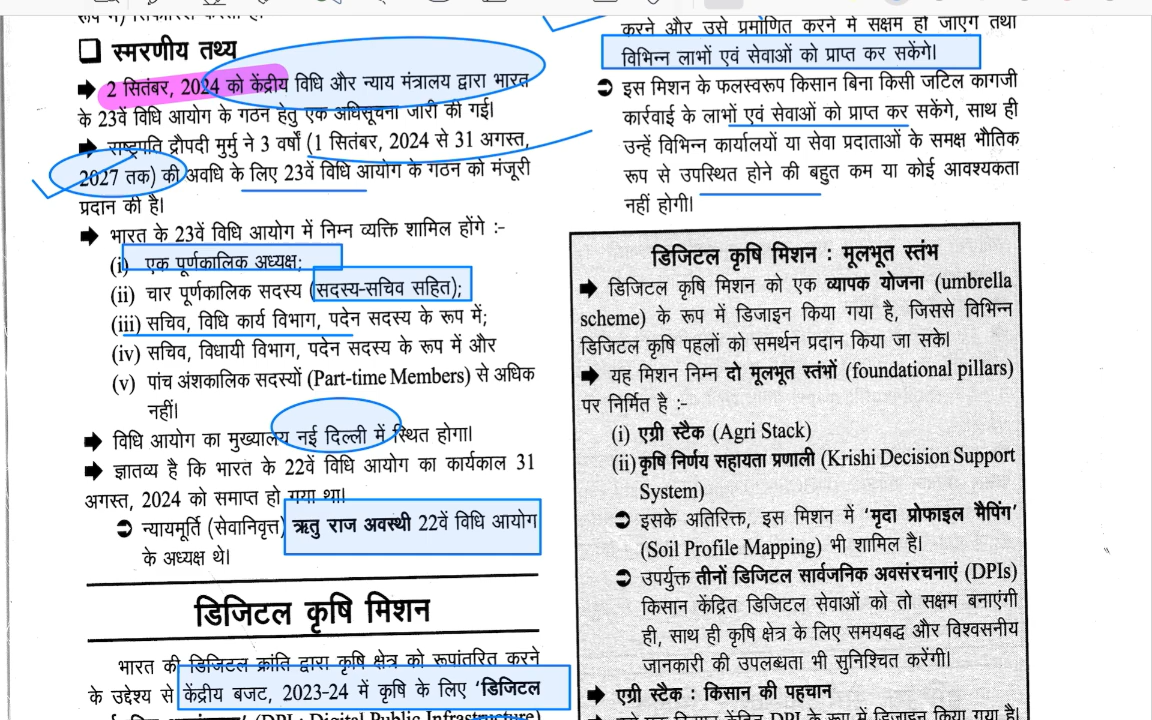 रूप में) सिफारिश करता है।
❑ स्मरणीय तथ्य
➡ 2 सितंबर, 2024 को केंद्रीय विधि और न्याय मंत्रालय द्वारा भारत
के 23वें विधि आयोग के गठन हेतु एक अधिसूचना जारी की गई।
➡ राष्ट्रपति द्रौपदी मुर्मु ने 3 वर्षों (1 सितंबर, 2024 से 31 अगस्त,
2027 तक) की अवधि के लिए 23वें विधि आयोग के गठन को मंजूरी
प्रदान की है।
➡ भारत के 23वें विधि आयोग में निम्न व्यक्ति शामिल होंगे :-
(i) एक पूर्णकालिक अध्यक्ष;
(ii) चार पूर्णकालिक सदस्य (सदस्य-सचिव सहित);
(iii) सचिव, विधि कार्य विभाग, पदेन सदस्य के रूप में;
(iv) सचिव, विधायी विभाग, पदेन सदस्य के रूप में और
(v) पांच अंशकालिक सदस्यों (Part-time Members) से अधिक
नहीं।
➡ विधि आयोग का मुख्यालय नई दिल्ली में स्थित होगा।
➡ ज्ञातव्य है कि भारत के 22वें विधि आयोग का कार्यकाल 31
अगस्त, 2024 को समाप्त हो गया था।
➲ न्यायमूर्ति (सेवानिवृत्त) ऋतु राज अवस्थी 22वें विधि आयोग
के अध्यक्ष थे।
डिजिटल कृषि मिशन
भारत की डिजिटल क्रांति द्वारा कृषि क्षेत्र को रूपांतरित करने
के उद्देश्य से केंद्रीय बजट, 2023-24 में कृषि के लिए ‘डिजिटल
(DPI : Digital Public Infrastructure)
करने और उसे प्रमाणित करने में सक्षम हो जाएंगे तथा
विभिन्न लाभों एवं सेवाओं को प्राप्त कर सकेंगे।
➲ इस मिशन के फलस्वरूप किसान बिना किसी जटिल कागजी
कार्रवाई के लाभों एवं सेवाओं को प्राप्त कर सकेंगे, साथ ही
उन्हें विभिन्न कार्यालयों या सेवा प्रदाताओं के समक्ष भौतिक
रूप से उपस्थित होने की बहुत कम या कोई आवश्यकता
नहीं होगी।
डिजिटल कृषि मिशन : मूलभूत स्तंभ
➡ डिजिटल कृषि मिशन को एक व्यापक योजना (umbrella
scheme) के रूप में डिजाइन किया गया है, जिससे विभिन्न
डिजिटल कृषि पहलों को समर्थन प्रदान किया जा सके।
➡ यह मिशन निम्न दो मूलभूत स्तंभों (foundational pillars)
पर निर्मित है :-
(i) एग्री स्टैक (Agri Stack)
(ii) कृषि निर्णय सहायता प्रणाली (Krishi Decision Support
System)
➲ इसके अतिरिक्त, इस मिशन में ‘मृदा प्रोफाइल मैपिंग’
(Soil Profile Mapping) भी शामिल है।
➲ उपर्युक्त तीनों डिजिटल सार्वजनिक अवसंरचनाएं (DPIs)
किसान केंद्रित डिजिटल सेवाओं को तो सक्षम बनाएंगी
ही, साथ ही कृषि क्षेत्र के लिए समयबद्ध और विश्वसनीय
जानकारी की उपलब्धता भी सुनिश्चित करेंगी।
➡ एग्री स्टैक : किसान की पहचान
किसान केंद्रित DPI के रूप में डिजाइन किया गया है।